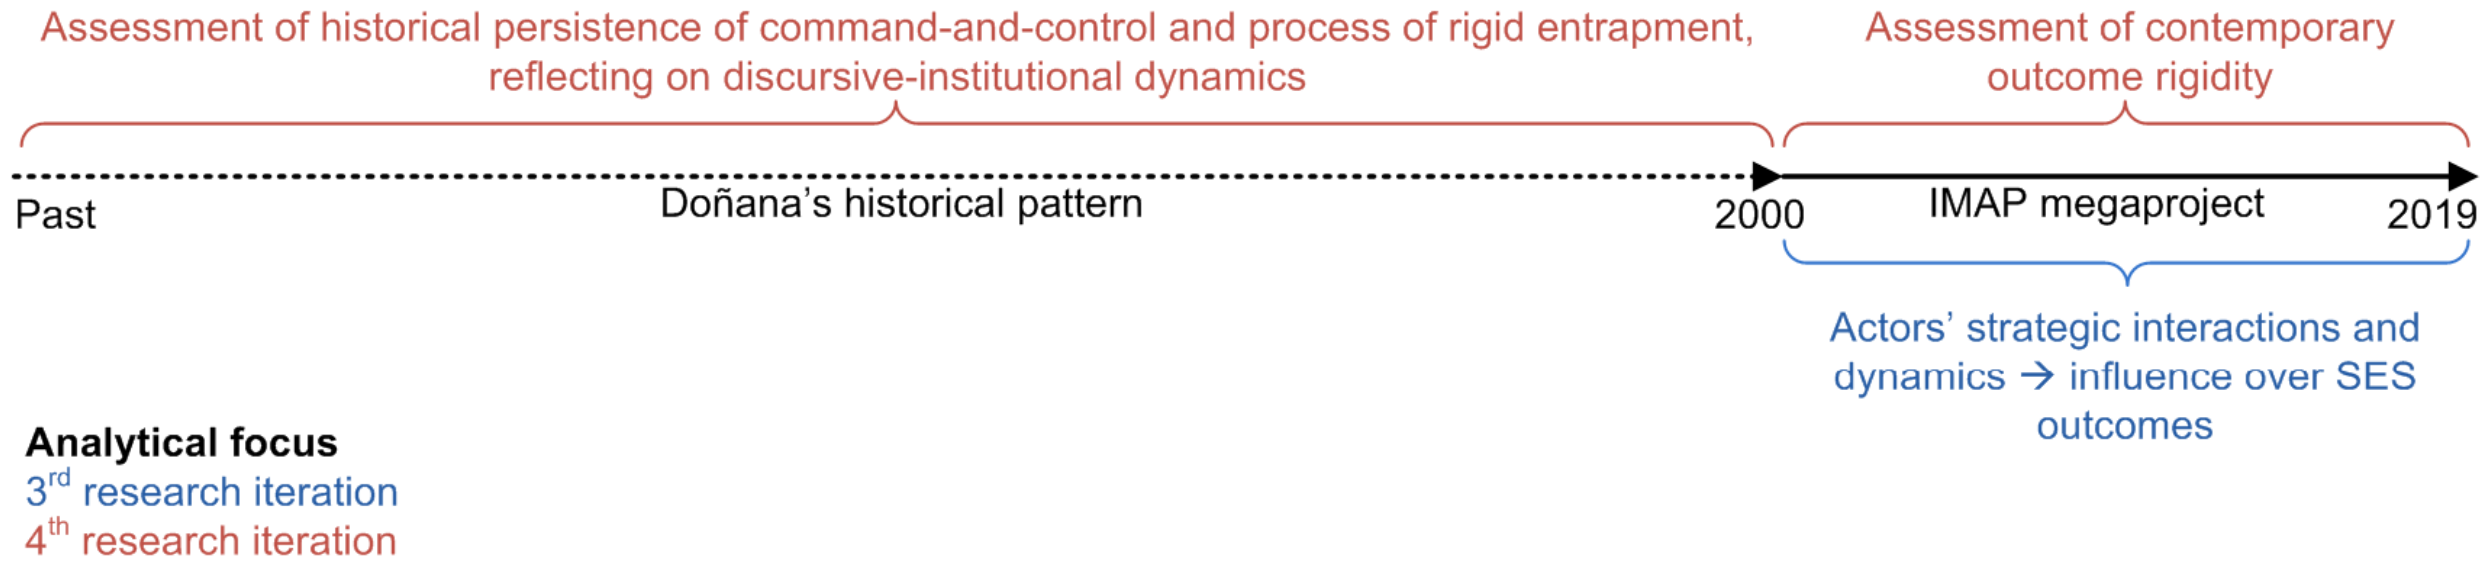 Assessment of historical persistence of command-and-control and process of rigid entrapment,
reflecting on discursive-institutional dynamics
Assessment of contemporary
outcome rigidity
Past
Doñana’s historical pattern
2000
IMAP megaproject
2019
Actors’ strategic interactions and
dynamics → influence over SES
outcomes
Analytical focus
3rd research iteration
4th research iteration